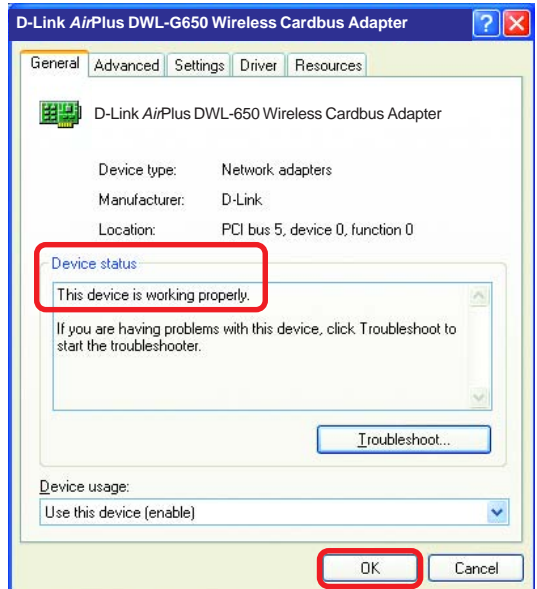 D-Link AirPlus DWL-G650 Wireless Cardbus Adapter
General Advanced Settings Driver Resources
D-Link AirPlus DWL-650 Wireless Cardbus Adapter
Device type: Network adapters
Manufacturer: D-Link
Location: PCI bus 5, device 0, function 0
Device status
This device is working properly.
If you are having problems with this device, click Troubleshoot to
start the troubleshooter.
Troubleshoot...
Device usage:
Use this device (enable)
OK Cancel